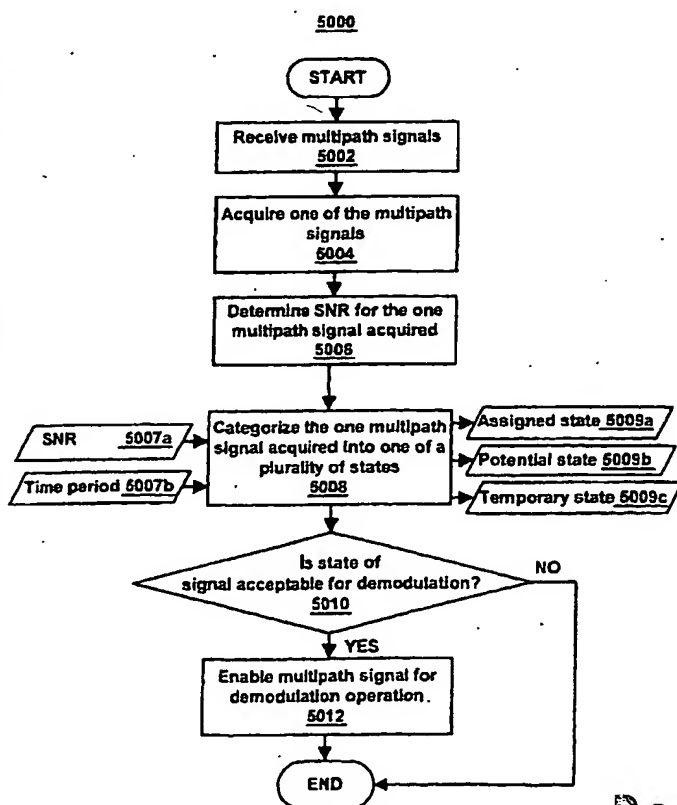 5000
START
Receive multipath signals
5002
Acquire one of the multipath
signals
5004
Determine SNR for the one
multipath signal acquired
5006
SNR 5007a
Time period 5007b
Categorize the one multipath
signal acquired into one of a
plurality of states
5008
Assigned state 5009a
Potential state 5009b
Temporary state 5009c
Is state of
signal acceptable for demodulation?
5010
NO
YES
Enable multipath signal for
demodulation operation.
5012
END